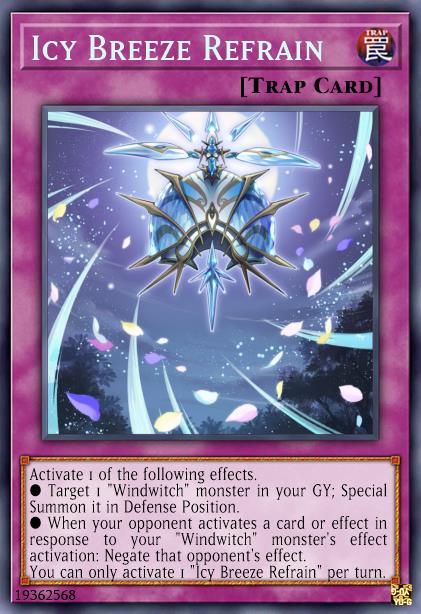 Icy Breeze Refrain
TRAP
罠
[Trap Card]
Activate 1 of the following effects.
● Target 1 "Windwitch" monster in your GY; Special
Summon it in Defense Position.
● When your opponent activates a card or effect in
response to your "Windwitch" monster's effect
activation: Negate that opponent's effect.
You can only activate 1 "Icy Breeze Refrain" per turn.
19362568